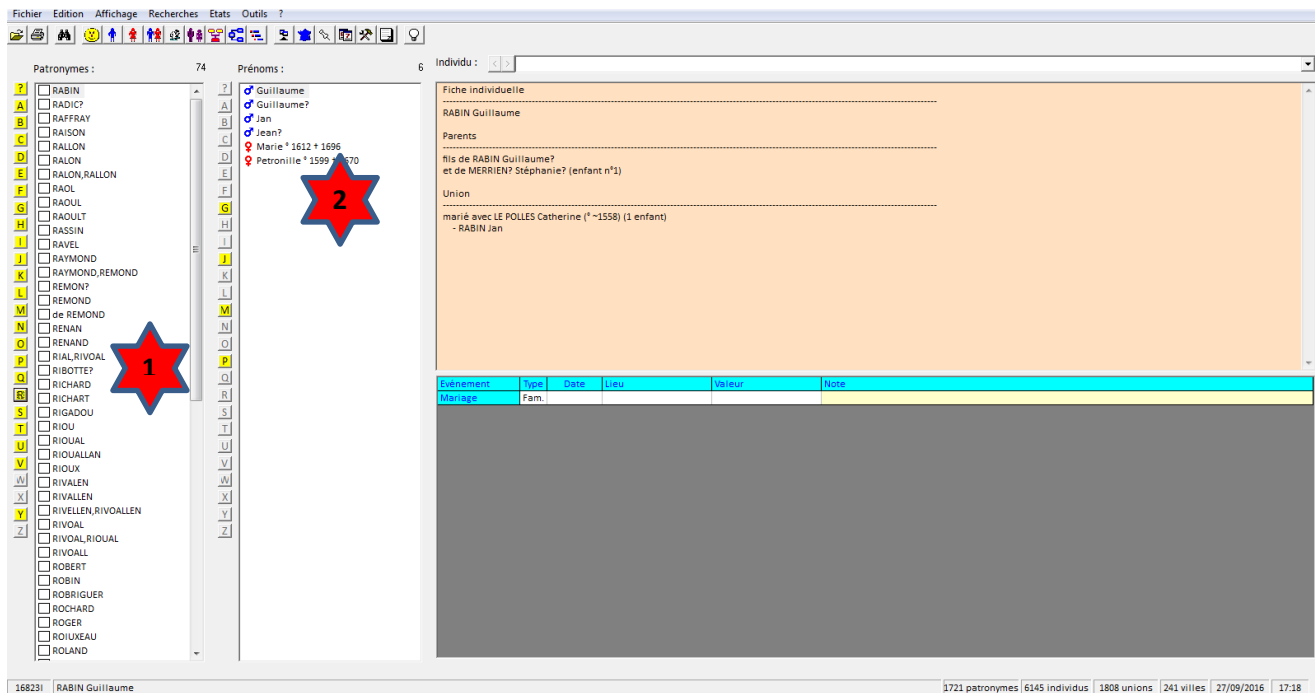 Fichier Edition Affichage Recherches Etats Outils ?
Patronymes : 74 Prénoms : 6 Individu : < >
?
A
B
C
D
E
F
G
H
I
J
K
L
M
N
O
P
Q
R
S
T
U
V
W
X
Y
Z
RABIN
RADIC?
RAFFRAY
RAISON
RALLON
RALON
RALON,RALLON
RAOL
RAOUL
RAOULT
RASSIN
RAVEL
RAYMOND
RAYMOND,REMOND
REMON?
REMOND
de REMOND
RENAN
RENAND
RIAL,RIVOAL
RIBOTTE?
RICHARD
RICHART
RIGADOU
RIOU
RIOUAL
RIOUALLAN
RIOUX
RIVALEN
RIVALLEN
RIVELLEN,RIVOALLEN
RIVOAL
RIVOAL,RIOUAL
RIVOALL
ROBERT
ROBIN
ROBRIGUER
ROCHARD
ROGER
ROIUXEAU
ROLAND
1
?
A
B
C
D
E
F
G
H
I
J
K
L
M
N
O
P
Q
R
S
T
U
V
W
X
Y
Z
♂ Guillaume
♂ Guillaume?
♂ Jan
♂ Jean?
♀ Marie ° 1612 † 1696
♀ Petronille ° 1599 † 670
2
Fiche individuelle
RABIN Guillaume
Parents
fils de RABIN Guillaume?
et de MERRIEN? Stéphanie? (enfant n°1)
Union
marié avec LE POLLES Catherine (° ~1558) (1 enfant)
- RABIN Jan
Evénement Type Date Lieu Valeur Note
Mariage Fam.
16823I RABIN Guillaume 1721 patronymes 6145 individus 1808 unions 241 villes 27/09/2016 17:18